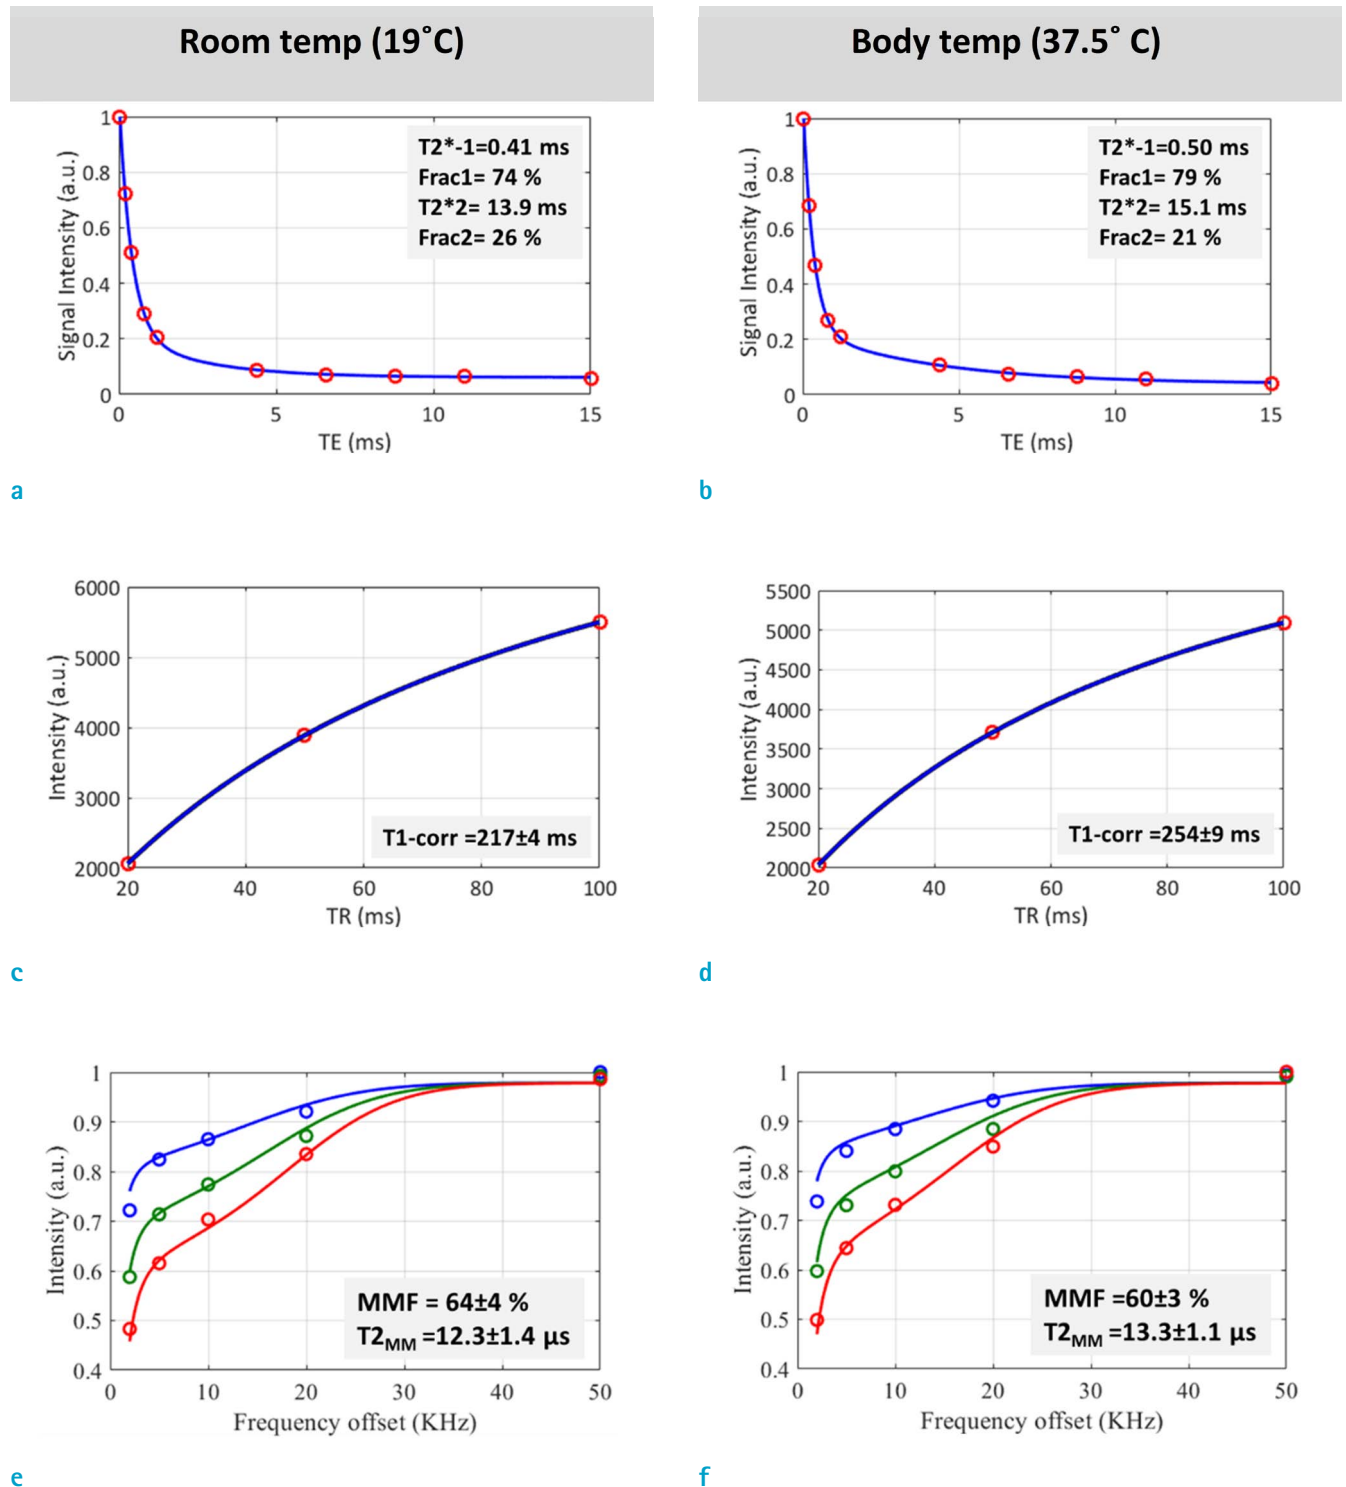 Room temp (19˚C)
Body temp (37.5˚ C)
Signal Intensity (a.u.)
1
0.8
0.6
0.4
0.2
0
T2*-1=0.41 ms
Frac1= 74 %
T2*2= 13.9 ms
Frac2= 26 %
0 5 10 15
TE (ms)
a
Signal Intensity (a.u.)
1
0.8
0.6
0.4
0.2
0
T2*-1=0.50 ms
Frac1= 79 %
T2*2= 15.1 ms
Frac2= 21 %
0 5 10 15
TE (ms)
b
Intensity (a.u.)
6000
5000
4000
3000
2000
T1-corr =217±4 ms
20 40 60 80 100
TR (ms)
c
Intensity (a.u.)
5500
5000
4500
4000
3500
3000
2500
2000
T1-corr =254±9 ms
20 40 60 80 100
TR (ms)
d
Intensity (a.u.)
1
0.9
0.8
0.7
0.6
0.5
0.4
MMF = 64±4 %
T2MM =12.3±1.4 µs
0 10 20 30 40 50
Frequency offset (KHz)
e
Intensity (a.u.)
1
0.9
0.8
0.7
0.6
0.5
0.4
MMF =60±3 %
T2MM =13.3±1.1 µs
0 10 20 30 40 50
Frequency offset (KHz)
f